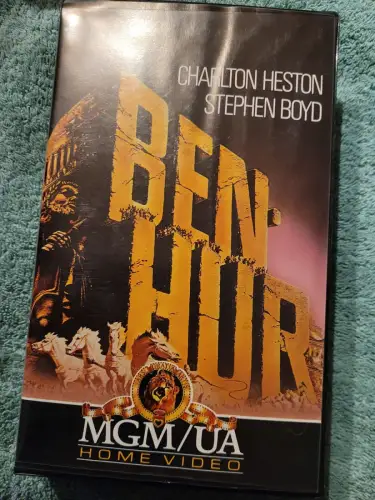 CHARLTON HESTON
STEPHEN BOYD
BEN-
HUR
MGM/UA
HOME VIDEO